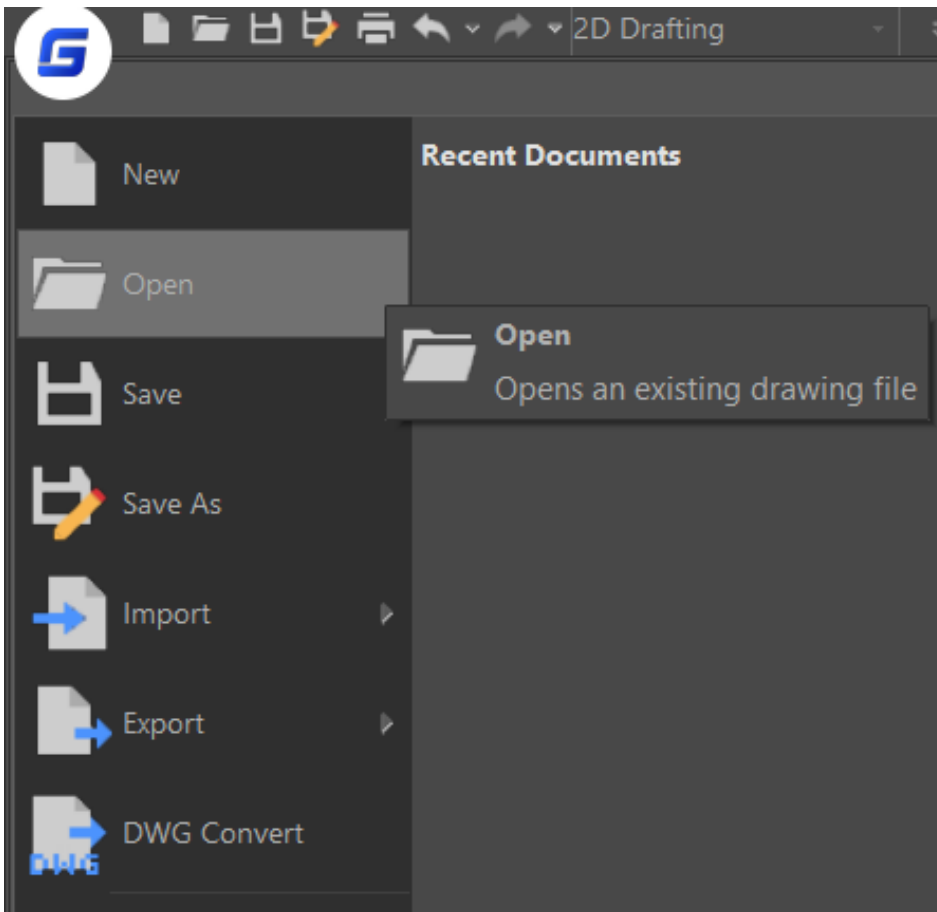 2D Drafting
New
Recent Documents
Open
Open
Opens an existing drawing file
Save
Save As
Import
Export
DWG Convert
DWG